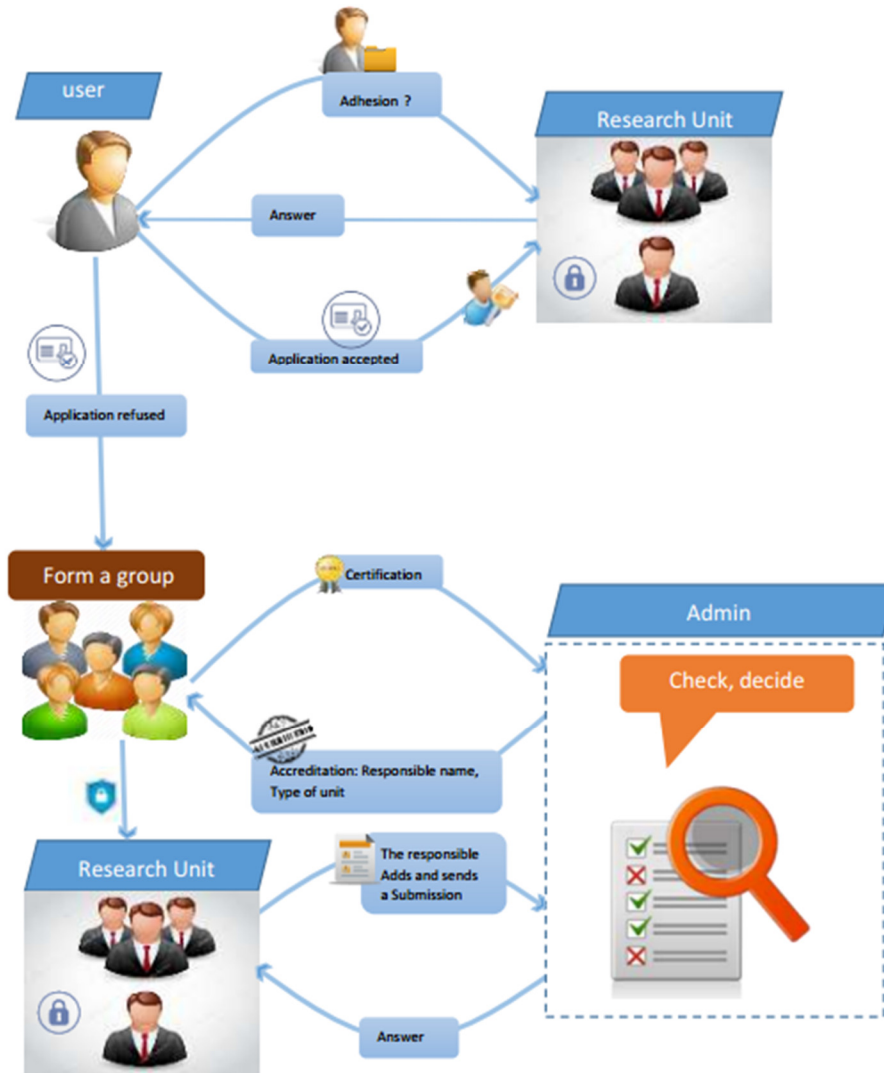 user
Adhesion ?
Research Unit
Answer
Application accepted
Application refused
Form a group
Certification
Admin
Check, decide
Accreditation: Responsible name,
Type of unit
Research Unit
The responsible
Adds and sends
a Submission
Answer